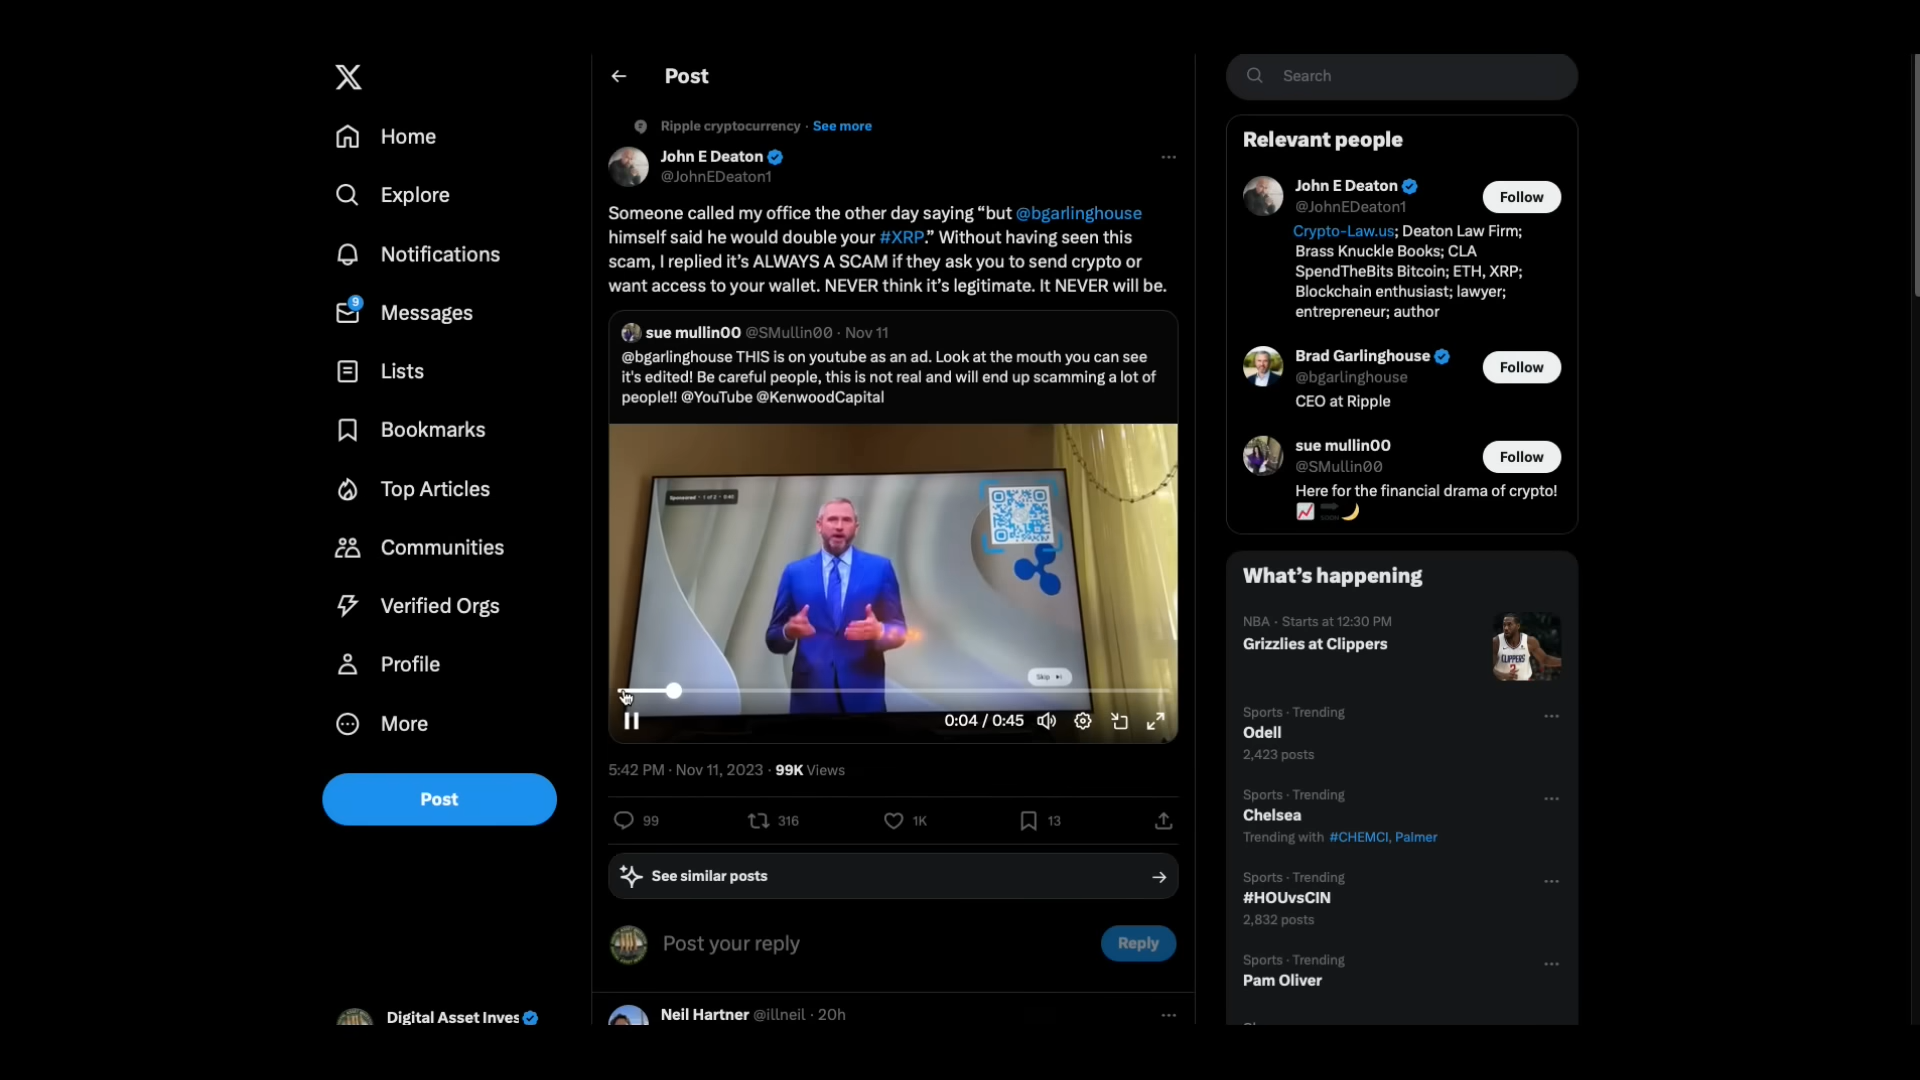 Home
Explore
Notifications
9
Messages
Lists
Bookmarks
Top Articles
Communities
Verified Orgs
Profile
More
Post
Digital Asset Inves
Post
Ripple cryptocurrency · See more
John E Deaton
@JohnEDeaton1
Someone called my office the other day saying “but @bgarlinghouse
himself said he would double your #XRP.” Without having seen this
scam, I replied it’s ALWAYS A SCAM if they ask you to send crypto or
want access to your wallet. NEVER think it’s legitimate. It NEVER will be.
sue mullin00 @SMullin00 · Nov 11
@bgarlinghouse THIS is on youtube as an ad. Look at the mouth you can see
it's edited! Be careful people, this is not real and will end up scamming a lot of
people!! @YouTube @KenwoodCapital
Sponsored · 1 of 2 · 0:40
Skip
0:04 / 0:45
5:42 PM · Nov 11, 2023 · 99K Views
99
316
1K
13
See similar posts
Post your reply
Reply
Neil Hartner @illneil · 20h
Search
Relevant people
John E Deaton
@JohnEDeaton1
Follow
Crypto-Law.us; Deaton Law Firm;
Brass Knuckle Books; CLA
SpendTheBits Bitcoin; ETH, XRP;
Blockchain enthusiast; lawyer;
entrepreneur; author
Brad Garlinghouse
@bgarlinghouse
Follow
CEO at Ripple
sue mullin00
@SMullin00
Follow
Here for the financial drama of crypto!
What’s happening
NBA · Starts at 12:30 PM
Grizzlies at Clippers
CLIPPERS
2
Sports · Trending
Odell
2,423 posts
Sports · Trending
Chelsea
Trending with #CHEMCI, Palmer
Sports · Trending
#HOUvsCIN
2,832 posts
Sports · Trending
Pam Oliver